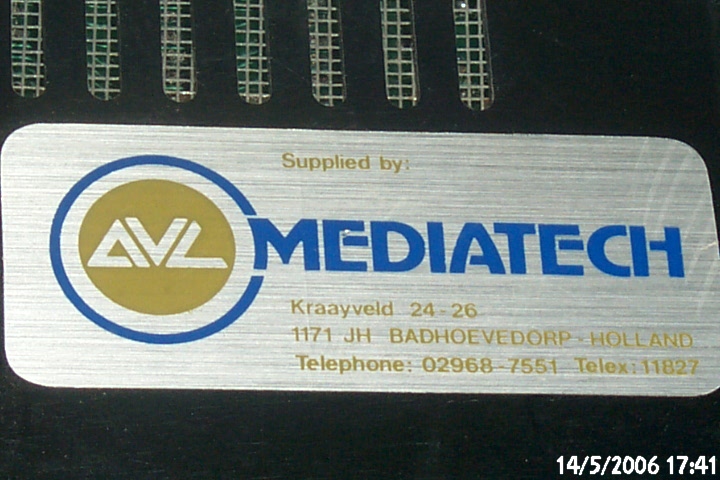 Supplied by:
AVL MEDIATECH
Kraayveld 24-26
1171 JH BADHOEVEDORP-HOLLAND
Telephone: 02968-7551 Telex:11827
14/5/2006 17:41